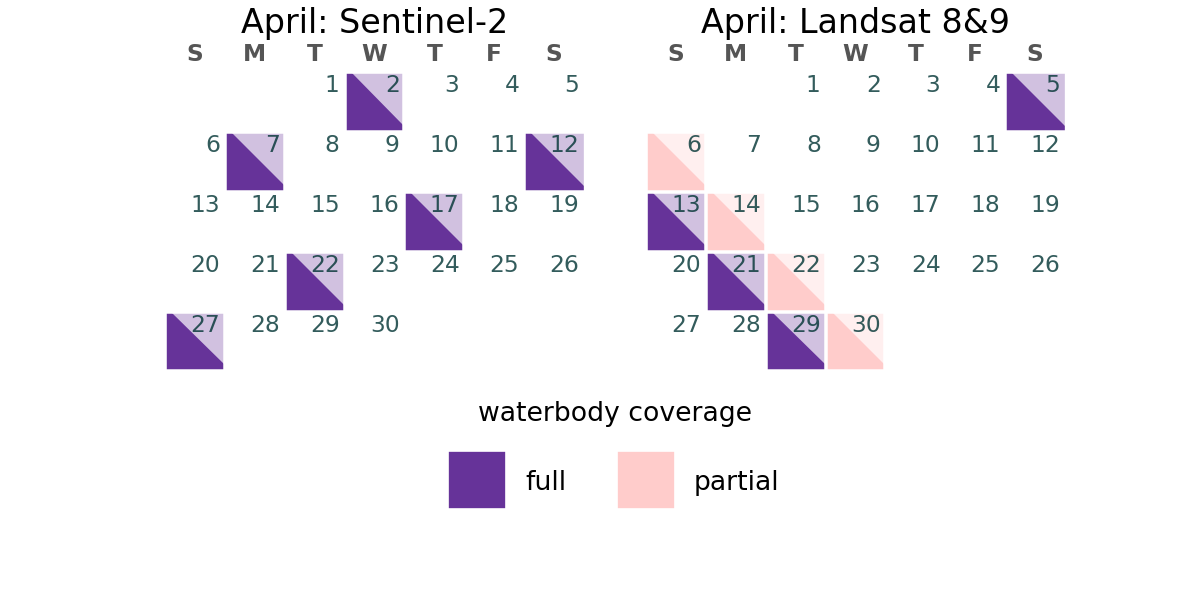 April: Sentinel-2
S M T W T F S
1 2 3 4 5
6 7 8 9 10 11 12
13 14 15 16 17 18 19
20 21 22 23 24 25 26
27 28 29 30
April: Landsat 8&9
S M T W T F S
1 2 3 4 5
6 7 8 9 10 11 12
13 14 15 16 17 18 19
20 21 22 23 24 25 26
27 28 29 30
waterbody coverage
full partial